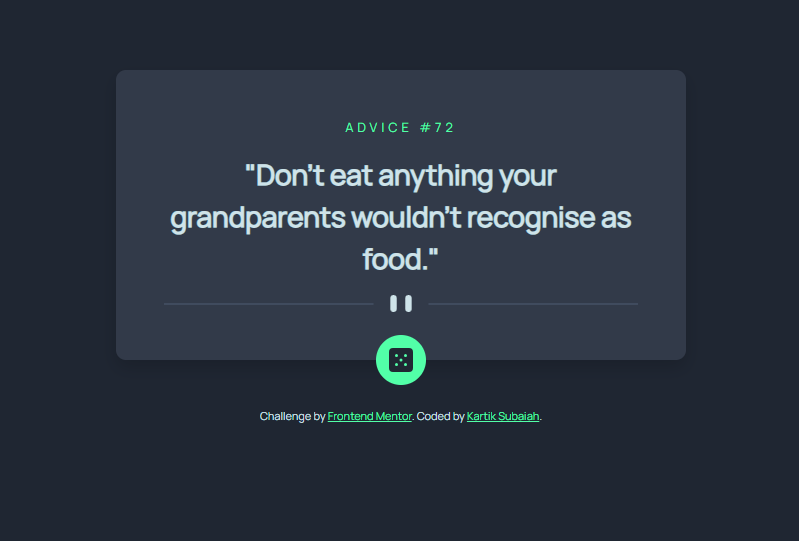 ADVICE #72
"Don't eat anything your
grandparents wouldn't recognise as
food."
Challenge by Frontend Mentor. Coded by Kartik Subaiah.